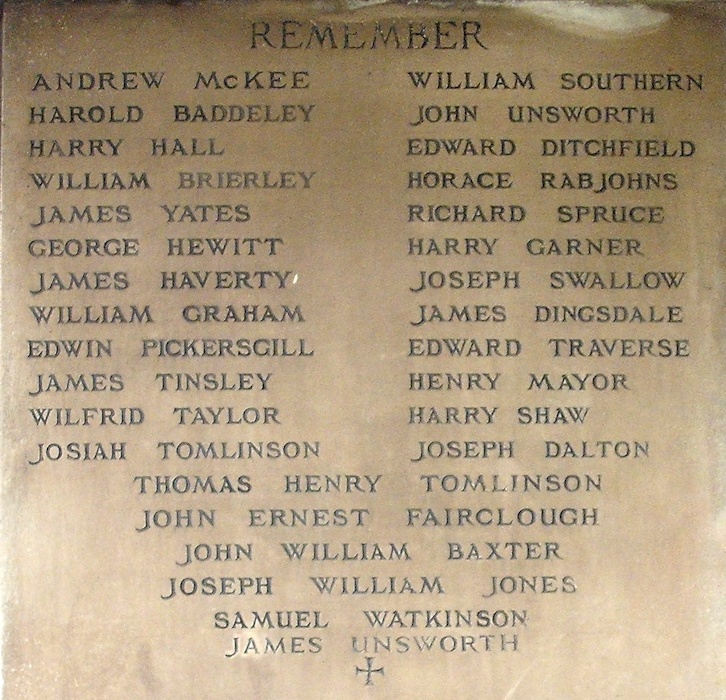 REMEMBER
ANDREW McKEE
HAROLD BADDELEY
HARRY HALL
WILLIAM BRIERLEY
JAMES YATES
GEORGE HEWITT
JAMES HAVERTY
WILLIAM GRAHAM
EDWIN PICKERSGILL
JAMES TINSLEY
WILFRID TAYLOR
JOSIAH TOMLINSON
WILLIAM SOUTHERN
JOHN UNSWORTH
EDWARD DITCHFIELD
HORACE RABJOHNS
RICHARD SPRUCE
HARRY GARNER
JOSEPH SWALLOW
JAMES DINGSDALE
EDWARD TRAVERSE
HENRY MAYOR
HARRY SHAW
JOSEPH DALTON
THOMAS HENRY TOMLINSON
JOHN ERNEST FAIRCLOUGH
JOHN WILLIAM BAXTER
JOSEPH WILLIAM JONES
SAMUEL WATKINSON
JAMES UNSWORTH